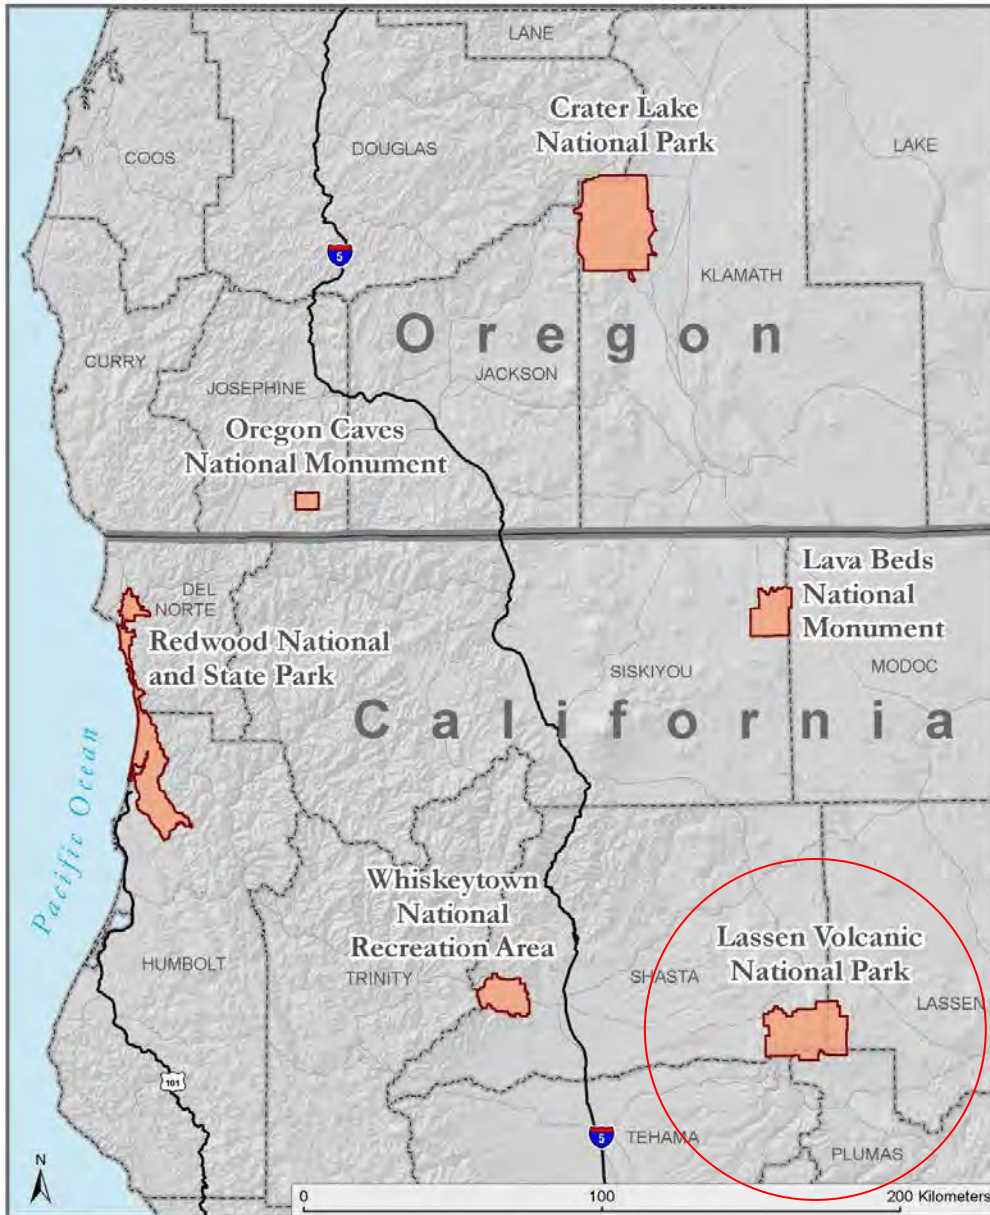 LANE
Crater Lake
National Park
COOS
DOUGLAS
LAKE
5
KLAMATH
Oregon
CURRY
JOSEPHINE
JACKSON
Oregon Caves
National Monument
DEL
NORTE
Lava Beds
National
Monument
Redwood National
and State Park
SISKIYOU
MODOC
California
Pacific Ocean
Whiskeytown
National
Recreation Area
Lassen Volcanic
National Park
HUMBOLT
TRINITY
SHASTA
LASSEN
101
5
TEHAMA
PLUMAS
N
0 100 200 Kilometers